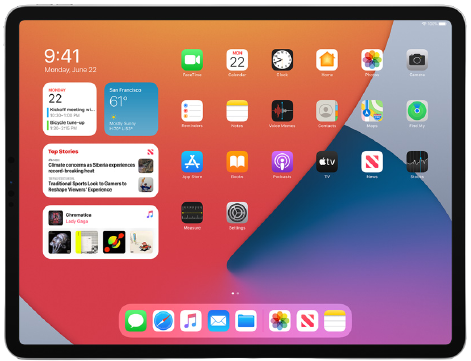 9:41
Monday, June 22
MONDAY
22
Kickoff meeting w/...
Bicycle tune-up
San Francisco
61°
Mostly Sunny
Top Stories
Climate concerns as Siberia experiences
record-breaking heat
Traditional Sports Look to Gamers to
Reshape Viewers' Experience
Chromatica
Lady Gaga
FaceTime
MON
22
Calendar
Clock
Home
Photos
Camera
Reminders
Notes
Voice Memos
Contacts
Maps
Find My
App Store
Books
Podcasts
tv
TV
News
Stocks
Measure
Settings